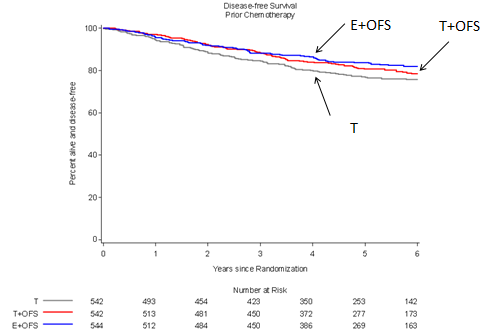 Disease-free Survival
Prior Chemotherapy
E+OFS
T+OFS
T
Percent alive and disease-free
100
80
60
40
20
0
0 1 2 3 4 5 6
Years since Randomization
Number at Risk
T 542 493 454 423 350 253 142
T+OFS 542 513 481 450 372 277 173
E+OFS 544 512 484 450 386 269 163